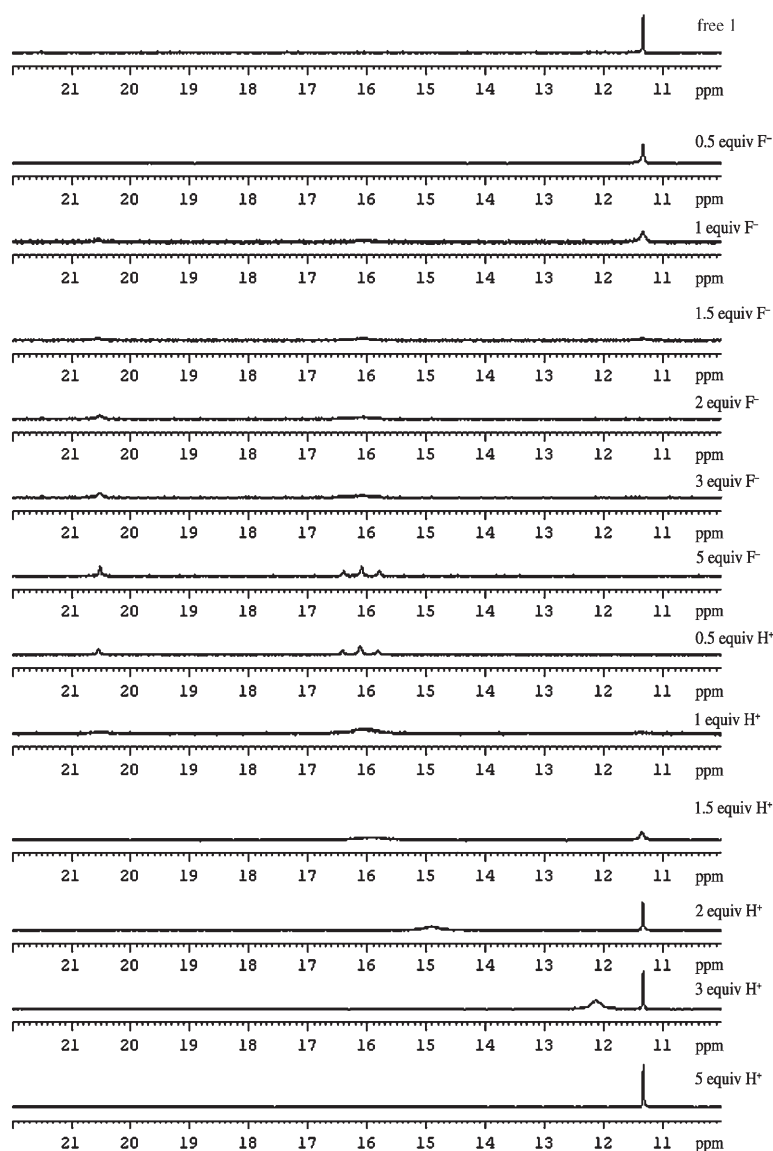 free 1
21 20 19 18 17 16 15 14 13 12 11 ppm
0.5 equiv F⁻
21 20 19 18 17 16 15 14 13 12 11 ppm
1 equiv F⁻
21 20 19 18 17 16 15 14 13 12 11 ppm
1.5 equiv F⁻
21 20 19 18 17 16 15 14 13 12 11 ppm
2 equiv F⁻
21 20 19 18 17 16 15 14 13 12 11 ppm
3 equiv F⁻
21 20 19 18 17 16 15 14 13 12 11 ppm
5 equiv F⁻
21 20 19 18 17 16 15 14 13 12 11 ppm
0.5 equiv H⁺
21 20 19 18 17 16 15 14 13 12 11 ppm
1 equiv H⁺
21 20 19 18 17 16 15 14 13 12 11 ppm
1.5 equiv H⁺
21 20 19 18 17 16 15 14 13 12 11 ppm
2 equiv H⁺
21 20 19 18 17 16 15 14 13 12 11 ppm
3 equiv H⁺
21 20 19 18 17 16 15 14 13 12 11 ppm
5 equiv H⁺
21 20 19 18 17 16 15 14 13 12 11 ppm